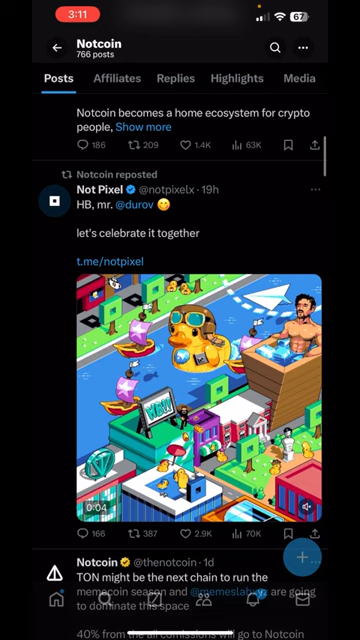 3:11
67
Notcoin
766 posts
Posts
Affiliates
Replies
Highlights
Media
Notcoin becomes a home ecosystem for crypto
people, Show more
186
209
1.4K
63K
Notcoin reposted
Not Pixel @notpixelx · 19h
HB, mr. @durov 😋
let's celebrate it together
t.me/notpixel
0:04
166
387
2.9K
70K
Notcoin @thenotcoin · 1d
TON might be the next chain to run the
memecoin season and
are going
to dominate this space
40% from the all comissions will go to Notcoin